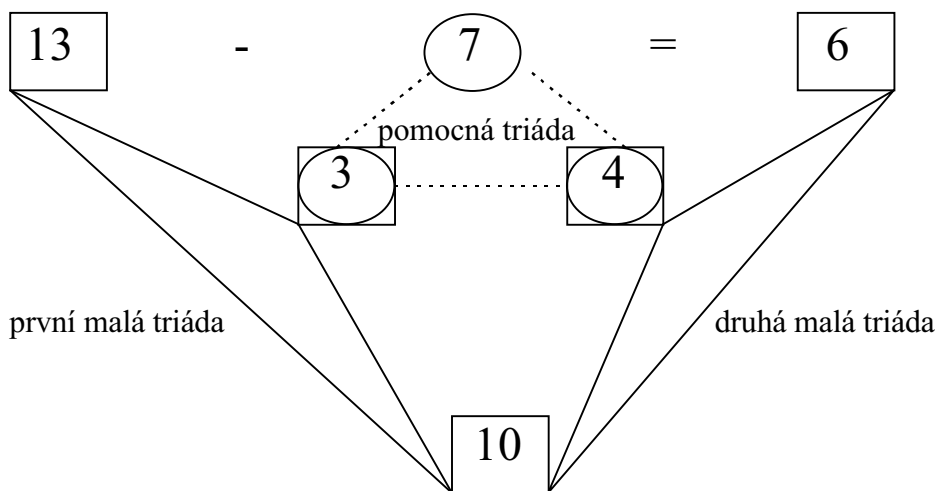 13 - 7 = 6
pomocná triáda
3 4
první malá triáda druhá malá triáda
10